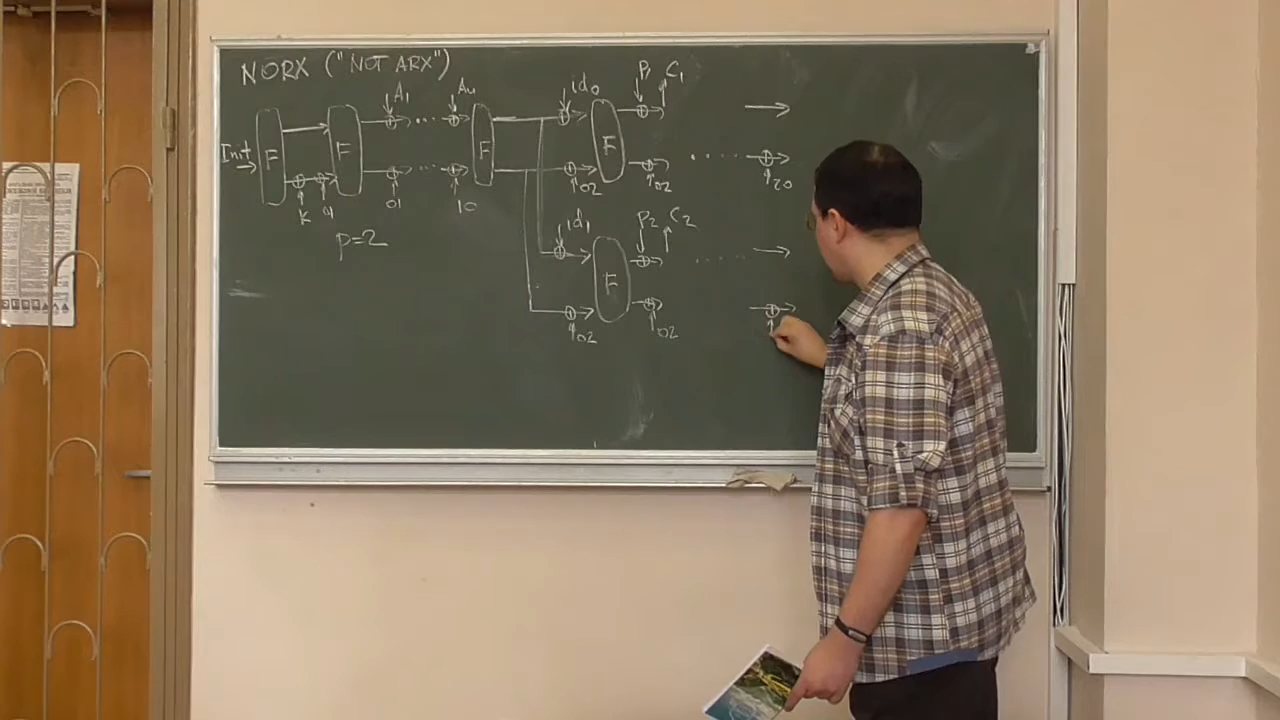 NORX ("NOT ARX")
P1 C1
A1 Au id0
Init F F F F
02 02 20
K 01 10
p=2
id1 P2 C2
F
02 02